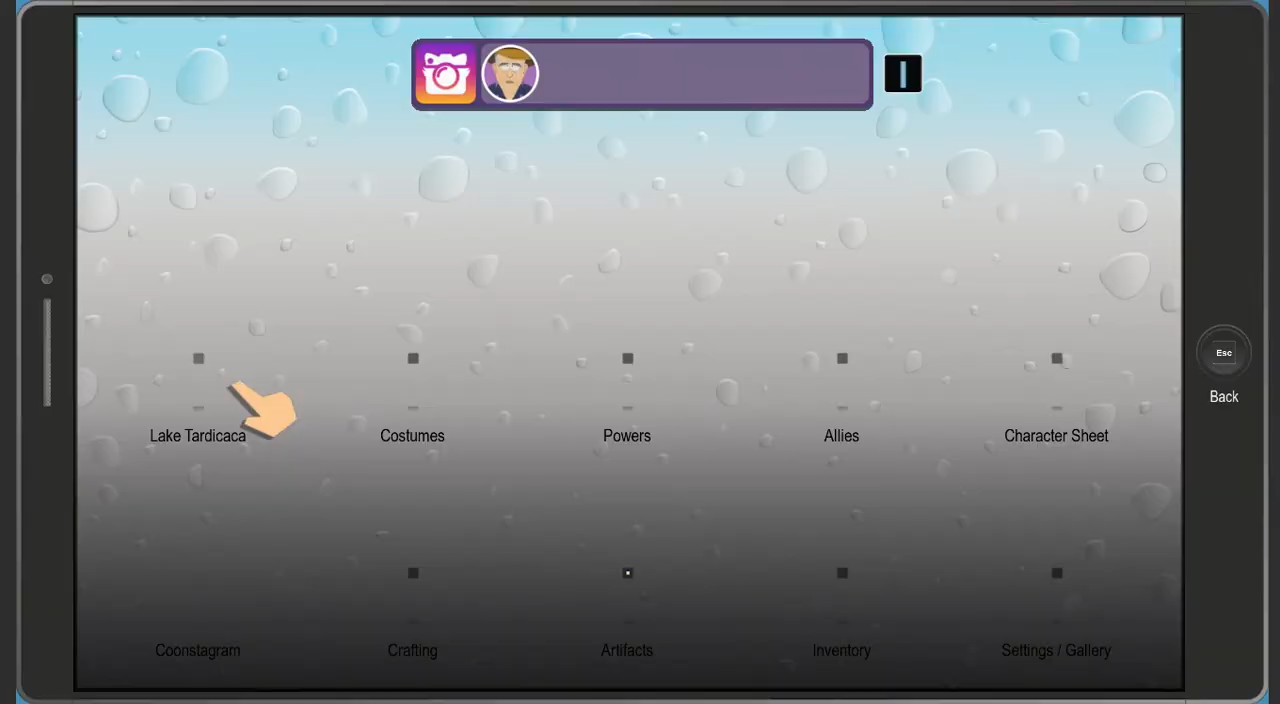 I
Esc
Back
Lake Tardicaca
Costumes
Powers
Allies
Character Sheet
Coonstagram
Crafting
Artifacts
Inventory
Settings / Gallery